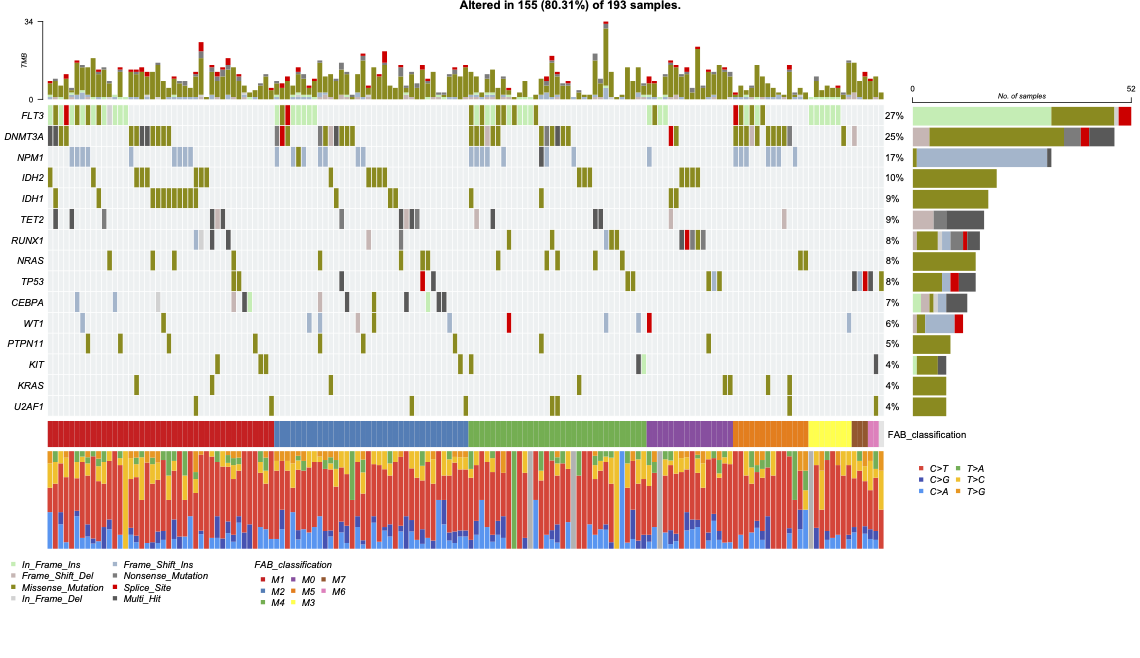 Altered in 155 (80.31%) of 193 samples.
34
TMB
0
0
52
No. of samples
FLT3 27%
DNMT3A 25%
NPM1 17%
IDH2 10%
IDH1 9%
TET2 9%
RUNX1 8%
NRAS 8%
TP53 8%
CEBPA 7%
WT1 6%
PTPN11 5%
KIT 4%
KRAS 4%
U2AF1 4%
FAB_classification
C>T T>A
C>G T>C
C>A T>G
In_Frame_Ins Frame_Shift_Ins
Frame_Shift_Del Nonsense_Mutation
Missense_Mutation Splice_Site
In_Frame_Del Multi_Hit
FAB_classification
M1 M0 M7
M2 M5 M6
M4 M3